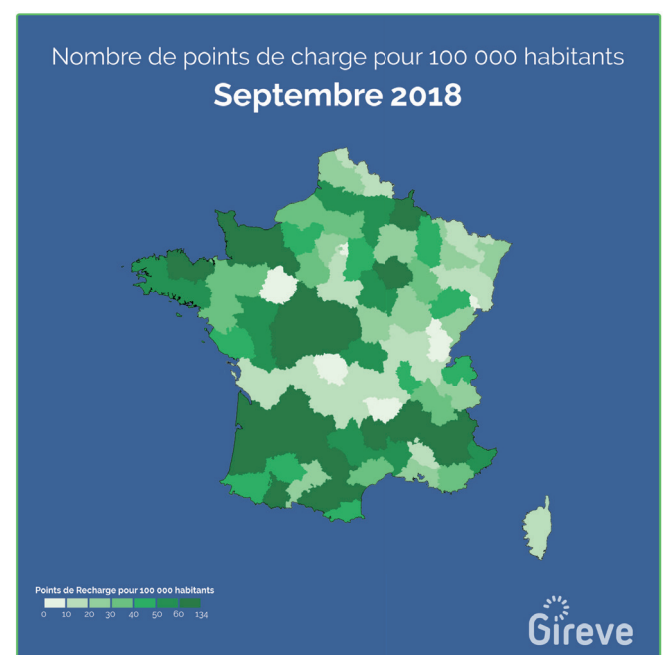 Nombre de points de charge pour 100 000 habitants
Septembre 2018
Points de Recharge pour 100 000 habitants
0 10 20 30 40 50 60 134
Gireve